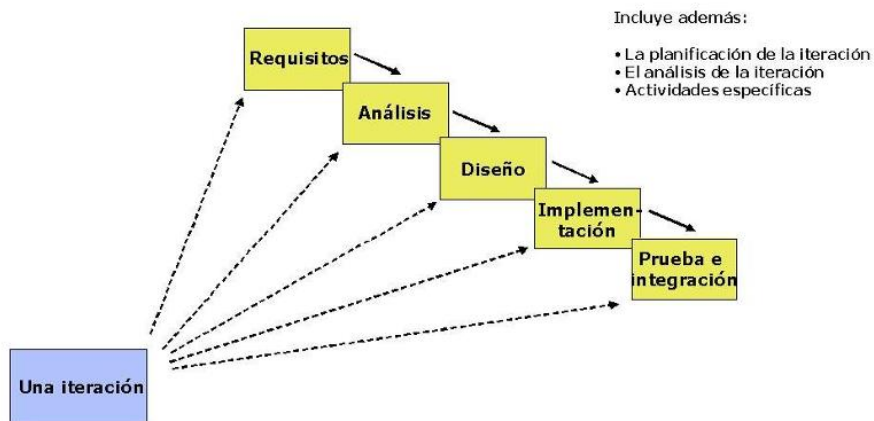 Incluye además:
• La planificación de la iteración
• El análisis de la iteración
• Actividades específicas
Requisitos
Análisis
Diseño
Implemen-
tación
Prueba e
integración
Una iteración